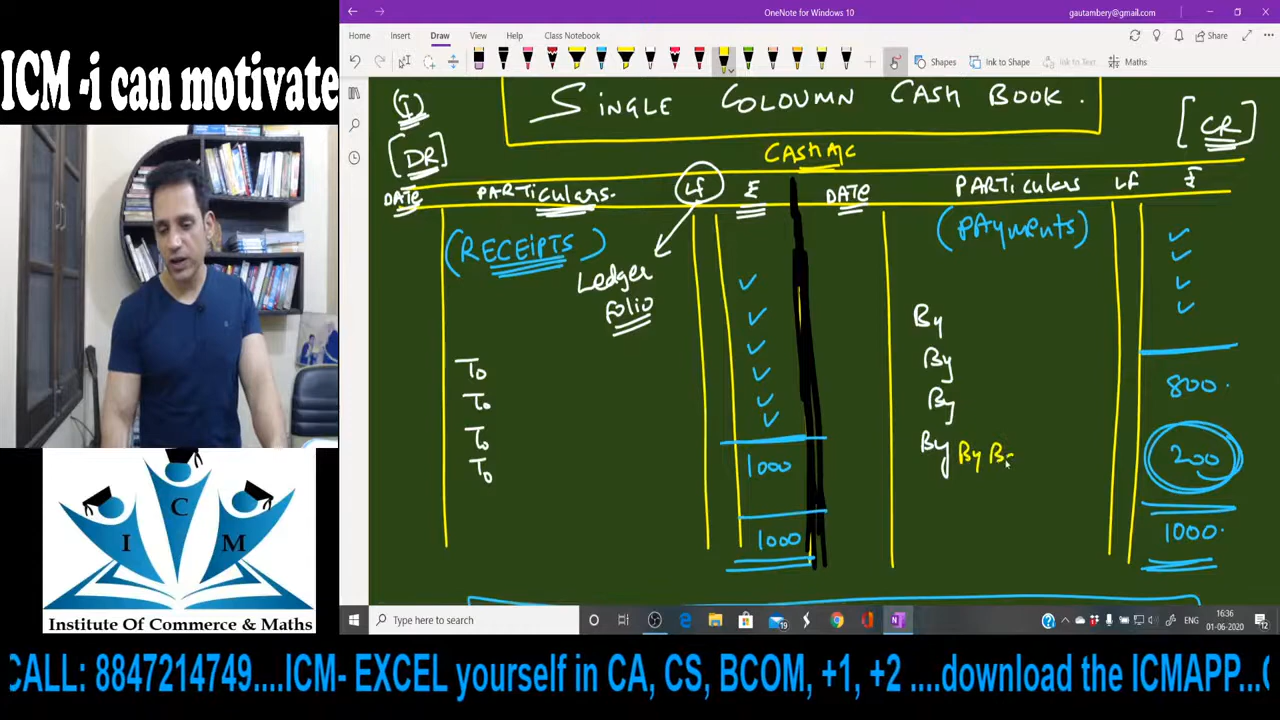 OneNote for Windows 10
gautambery@gmail.com
Home Insert Draw View Help Class Notebook
Share
Shapes Ink to Shape Ink to Text Maths
ICM -i can motivate
(I) SINGLE COLOUMN CASH BOOK.
[DR] CASH A/C [CR]
DATE PARTICULARS. LF ₹ DATE PARTICULARS LF ₹
(RECEIPTS) (PAYMENTS)
Ledger
Folio
By
To By
To By
To By By B
To
800.
1000 200
1000 1000.
I C M
Institute Of Commerce & Maths
Type here to search
19
ENG
16:36
01-06-2020
CALL: 8847214749....ICM- EXCEL yourself in CA, CS, BCOM, +1, +2 ....download the ICMAPP...